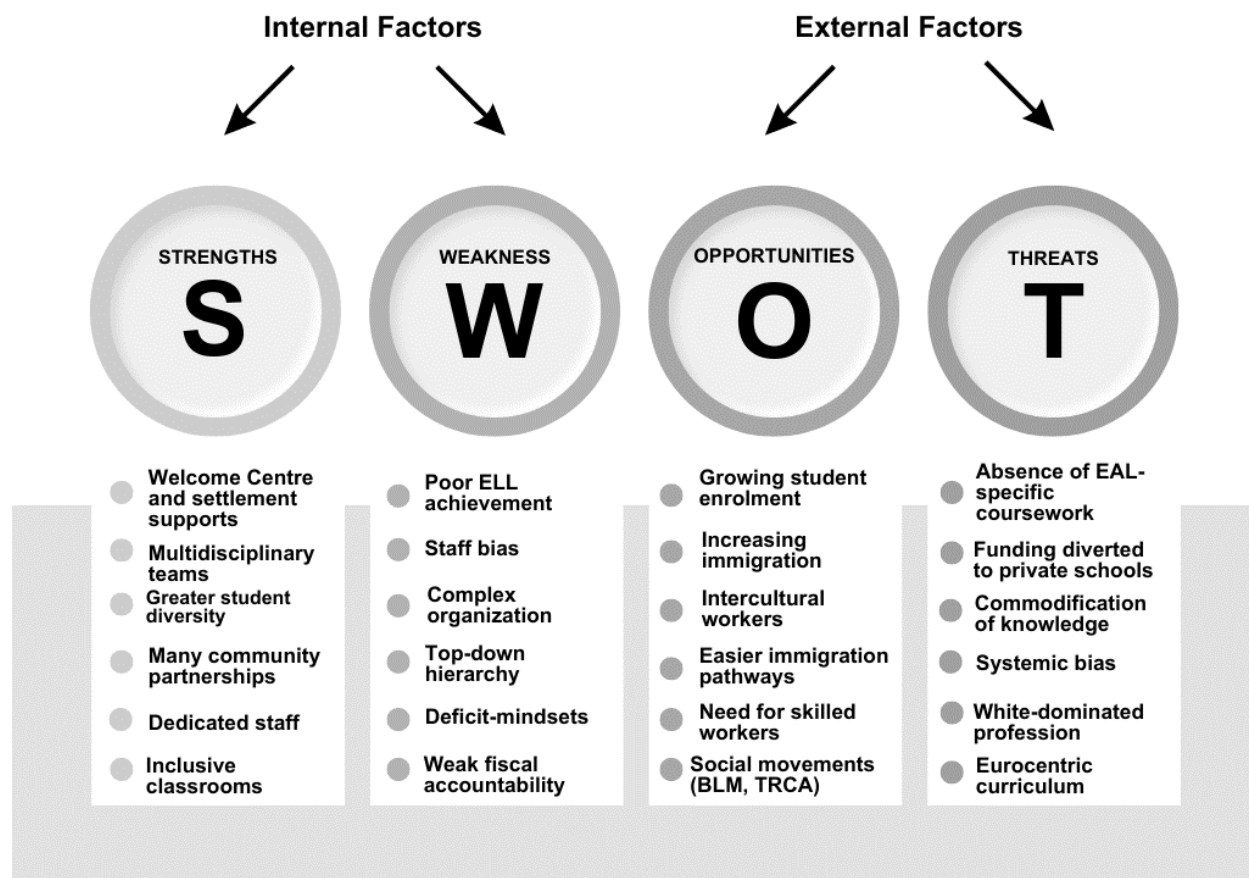 Internal Factors
External Factors
STRENGTHS
S
WEAKNESS
W
OPPORTUNITIES
O
THREATS
T
Welcome Centre
and settlement
supports
Multidisciplinary
teams
Greater student
diversity
Many community
partnerships
Dedicated staff
Inclusive
classrooms
Poor ELL
achievement
Staff bias
Complex
organization
Top-down
hierarchy
Deficit-mindsets
Weak fiscal
accountability
Growing student
enrolment
Increasing
immigration
Intercultural
workers
Easier immigration
pathways
Need for skilled
workers
Social movements
(BLM, TRCA)
Absence of EAL-
specific
coursework
Funding diverted
to private schools
Commodification
of knowledge
Systemic bias
White-dominated
profession
Eurocentric
curriculum